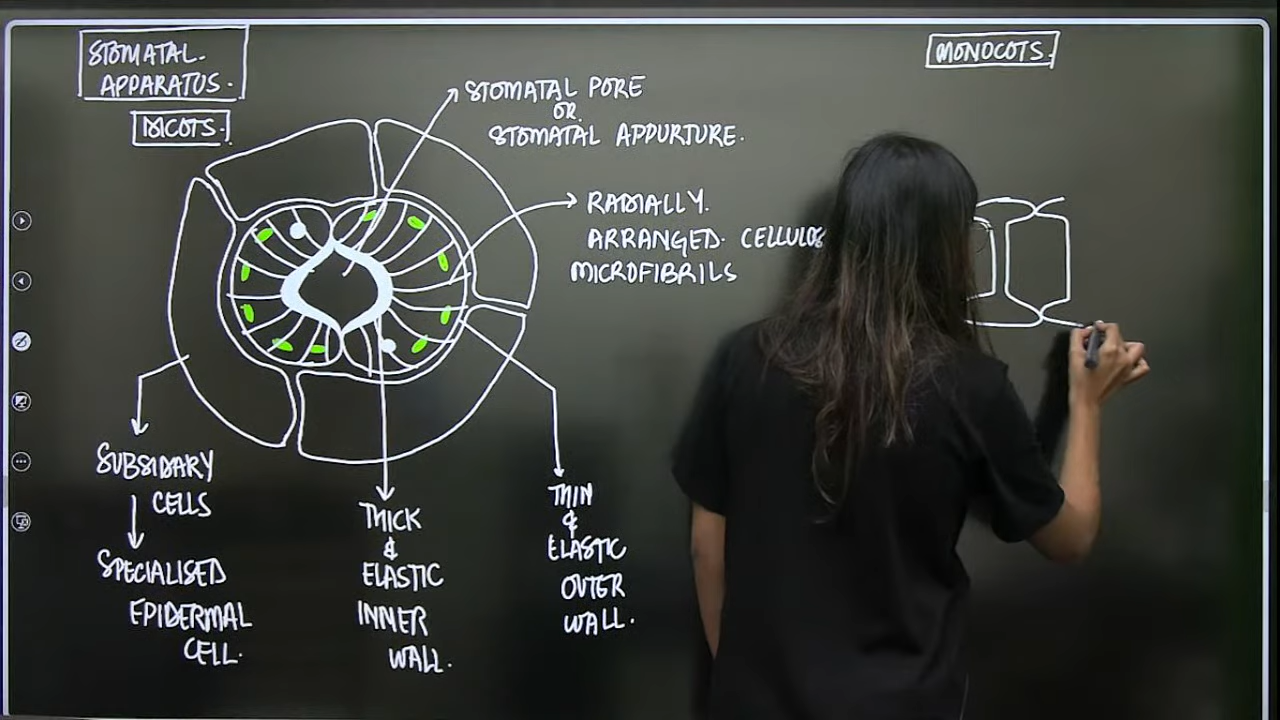 STOMATAL.
APPARATUS.
DICOTS.
STOMATAL PORE
OR.
STOMATAL APPURTURE.
RADIALLY.
ARRANGED. CELLULOS
MICROFIBRILS
SUBSIDARY
CELLS
SPECIALISED
EPIDERMAL
CELL.
THICK
&
ELASTIC
INNER
WALL.
THIN
&
ELASTIC
OUTER
WALL.
MONOCOTS.